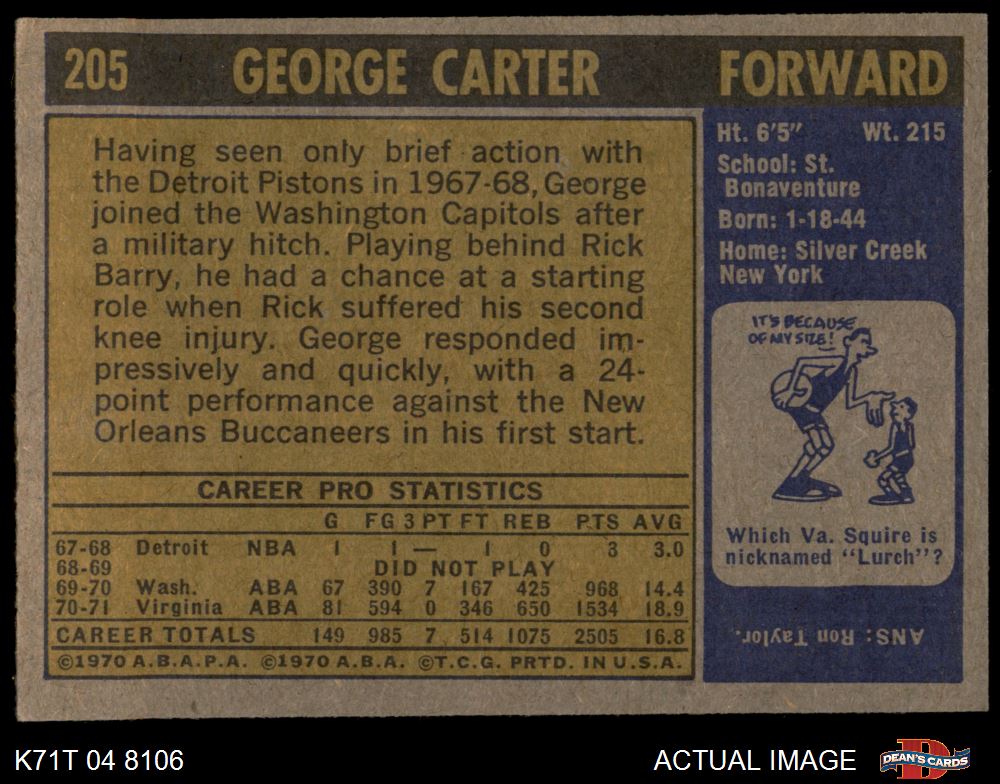 205 GEORGE CARTER FORWARD
Having seen only brief action with
the Detroit Pistons in 1967-68, George
joined the Washington Capitols after
a military hitch. Playing behind Rick
Barry, he had a chance at a starting
role when Rick suffered his second
knee injury. George responded im-
pressively and quickly, with a 24-
point performance against the New
Orleans Buccaneers in his first start.
CAREER PRO STATISTICS
G FG 3 PT FT REB PTS AVG
67-68 Detroit NBA 1 1 — 1 0 3 3.0
68-69 DID NOT PLAY
69-70 Wash. ABA 67 390 7 167 425 968 14.4
70-71 Virginia ABA 81 594 0 346 650 1534 18.9
CAREER TOTALS 149 985 7 514 1075 2505 16.8
©1970 A.B.A.P.A. ©1970 A.B.A. ©T.C.G. PRTD. IN U.S.A.
Ht. 6'5" Wt. 215
School: St.
Bonaventure
Born: 1-18-44
Home: Silver Creek
New York
IT'S BECAUSE
OF MY SIZE!
Which Va. Squire is
nicknamed "Lurch"?
ANS: Ron Taylor.
K71T 04 8106 ACTUAL IMAGE
D
DEAN'S CARDS